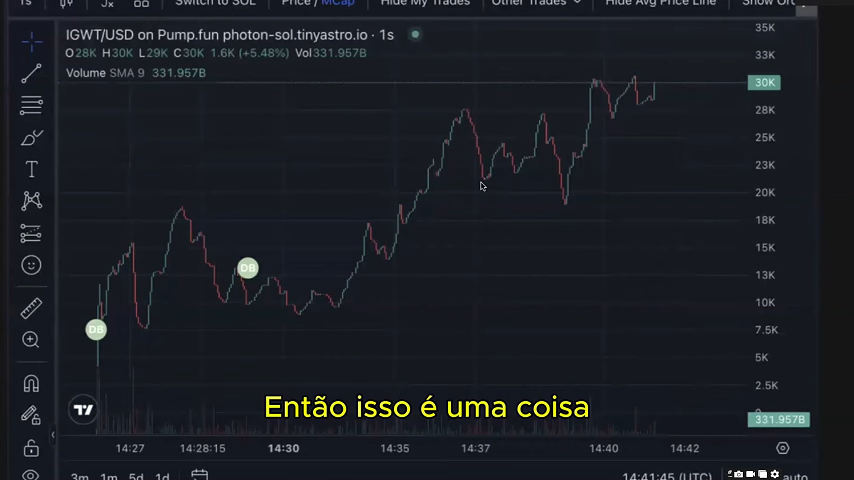 1s
Switch to SOL
Price / MCap
Hide My Trades
Other Trades
Hide Avg Price Line
Show Ord
IGWT/USD on Pump.fun photon-sol.tinyastro.io · 1s
O28K H30K L29K C30K 1.6K (+5.48%) Vol331.957B
Volume SMA 9 331.957B
35K
33K
30K
28K
25K
23K
20K
18K
15K
13K
10K
7.5K
5K
2.5K
331.957B
DB
DB
Então isso é uma coisa
14:27
14:28:15
14:30
14:35
14:37
14:40
14:42
3m 1m 5d 1d
14:41:45 (UTC)
auto